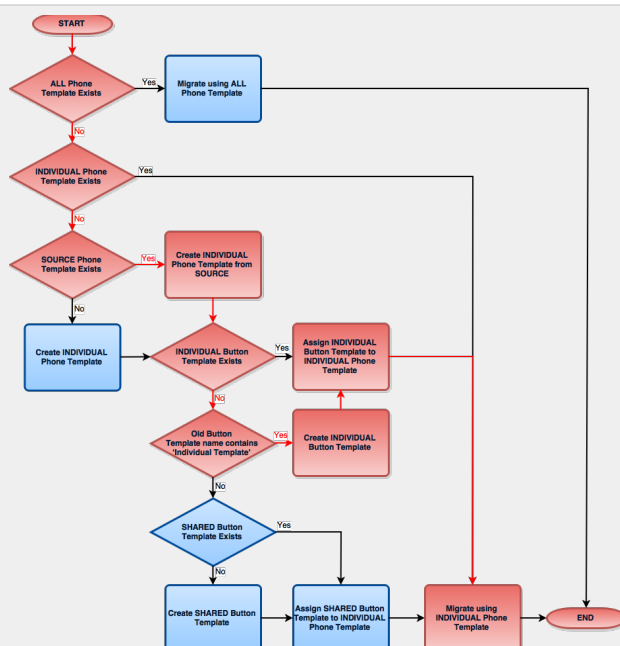 START
ALL Phone
Template Exists
Yes
Migrate using ALL
Phone Template
No
INDIVIDUAL Phone
Template Exists
Yes
No
SOURCE Phone
Template Exists
Yes
Create INDIVIDUAL
Phone Template from
SOURCE
No
Create INDIVIDUAL
Phone Template
INDIVIDUAL Button
Template Exists
Yes
Assign INDIVIDUAL
Button Template to
INDIVIDUAL Phone
Template
No
Old Button
Template name contains
'Individual Template'
Yes
Create INDIVIDUAL
Button Template
No
SHARED Button
Template Exists
Yes
No
Create SHARED Button
Template
Assign SHARED Button
Template to INDIVIDUAL
Phone Template
Migrate using
INDIVIDUAL Phone
Template
END